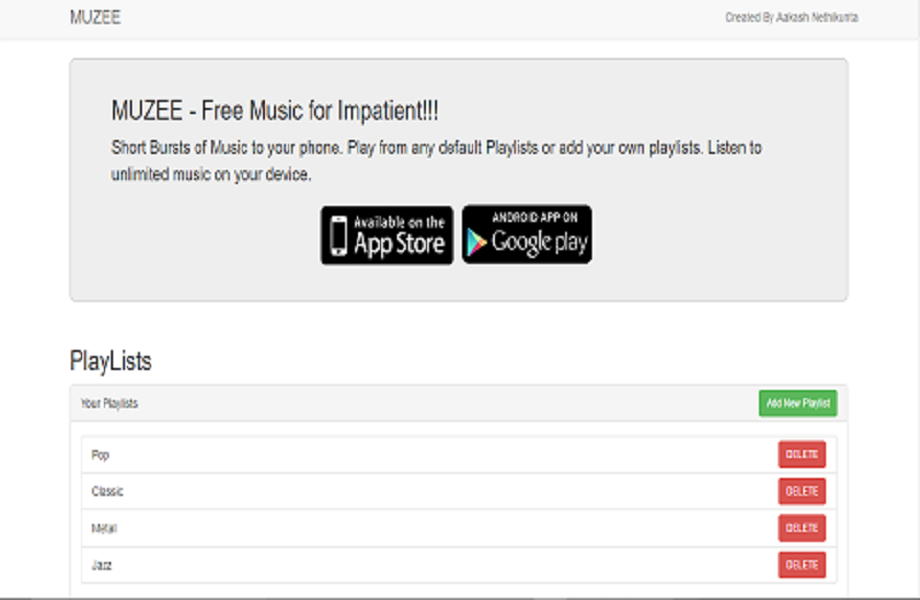 MUZEE
Created By Aakash Nethikunta
MUZEE - Free Music for Impatient!!!
Short Bursts of Music to your phone. Play from any default Playlists or add your own playlists. Listen to
unlimited music on your device.
Available on the
App Store
ANDROID APP ON
Google play
PlayLists
Your Playlists
Add New Playlist
Pop
DELETE
Classic
DELETE
Metal
DELETE
Jazz
DELETE